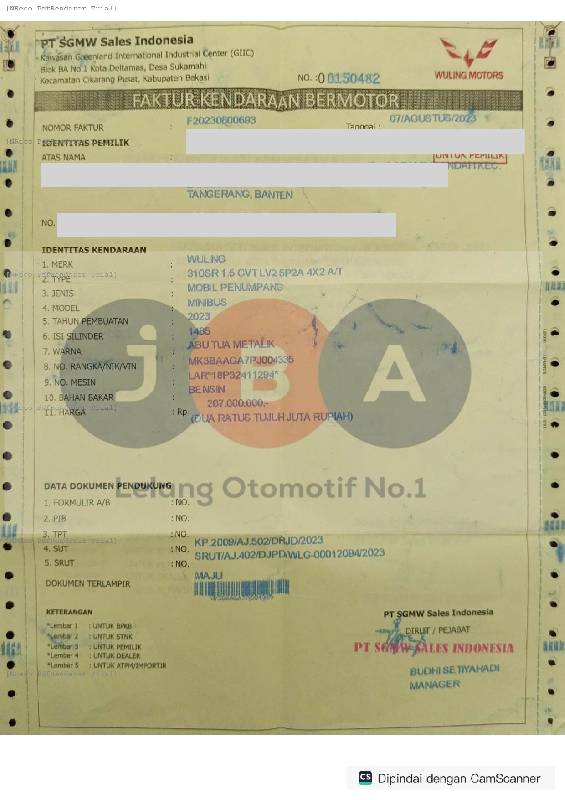 [NReco PdfRenderer Trial]
PT SGMW Sales Indonesia
Kawasan Greenland International Industrial Center (GIIC)
Blok BA No 1 Kota Deltamas, Desa Sukamahi
Kecamatan Cikarang Pusat, Kabupaten Bekasi
NO. :0 0150482
WULING MOTORS
FAKTUR KENDARAAN BERMOTOR
NOMOR FAKTUR : F20230800693 Tanggal : 07/AGUSTUS/2023
IDENTITAS PEMILIK
ATAS NAMA :
UNTUK PEMILIK
TANGERANG, BANTEN
NO.
IDENTITAS KENDARAAN
1. MERK : WULING
2. TYPE : 310SR 1.5 CVT LV2 5P2A 4X2 A/T
3. JENIS : MOBIL PENUMPANG
4. MODEL : MINIBUS
5. TAHUN PEMBUATAN : 2023
6. ISI SILINDER : 1485
7. WARNA : ABU TUA METALIK
8. NO. RANGKA/NIK/VIN : MK3BAAGA7PJ004335
9. NO. MESIN : LAR*18P32411294*
10. BAHAN BAKAR : BENSIN
11. HARGA : Rp 207.000.000,-
(DUA RATUS TUJUH JUTA RUPIAH)
jBA
Lelang Otomotif No.1
DATA DOKUMEN PENDUKUNG
1. FORMULIR A/B : NO.
2. PIB : NO.
3. TPT : NO.
4. SUT : NO. KP.2009/AJ.502/DRJD/2023
5. SRUT : NO. SRUT/AJ.402/DJPD/WLG-00012094/2023
DOKUMEN TERLAMPIR MAJU
KETERANGAN
*Lembar 1 : UNTUK BPKB
*Lembar 2 : UNTUK STNK
*Lembar 3 : UNTUK PEMILIK
*Lembar 4 : UNTUK DEALER
*Lembar 5 : UNTUK ATPM/IMPORTIR
PT SGMW Sales Indonesia
DIRUT / PEJABAT
PT SGMW SALES INDONESIA
BUDHI SETIYAHADI
MANAGER
CS Dipindai dengan CamScanner